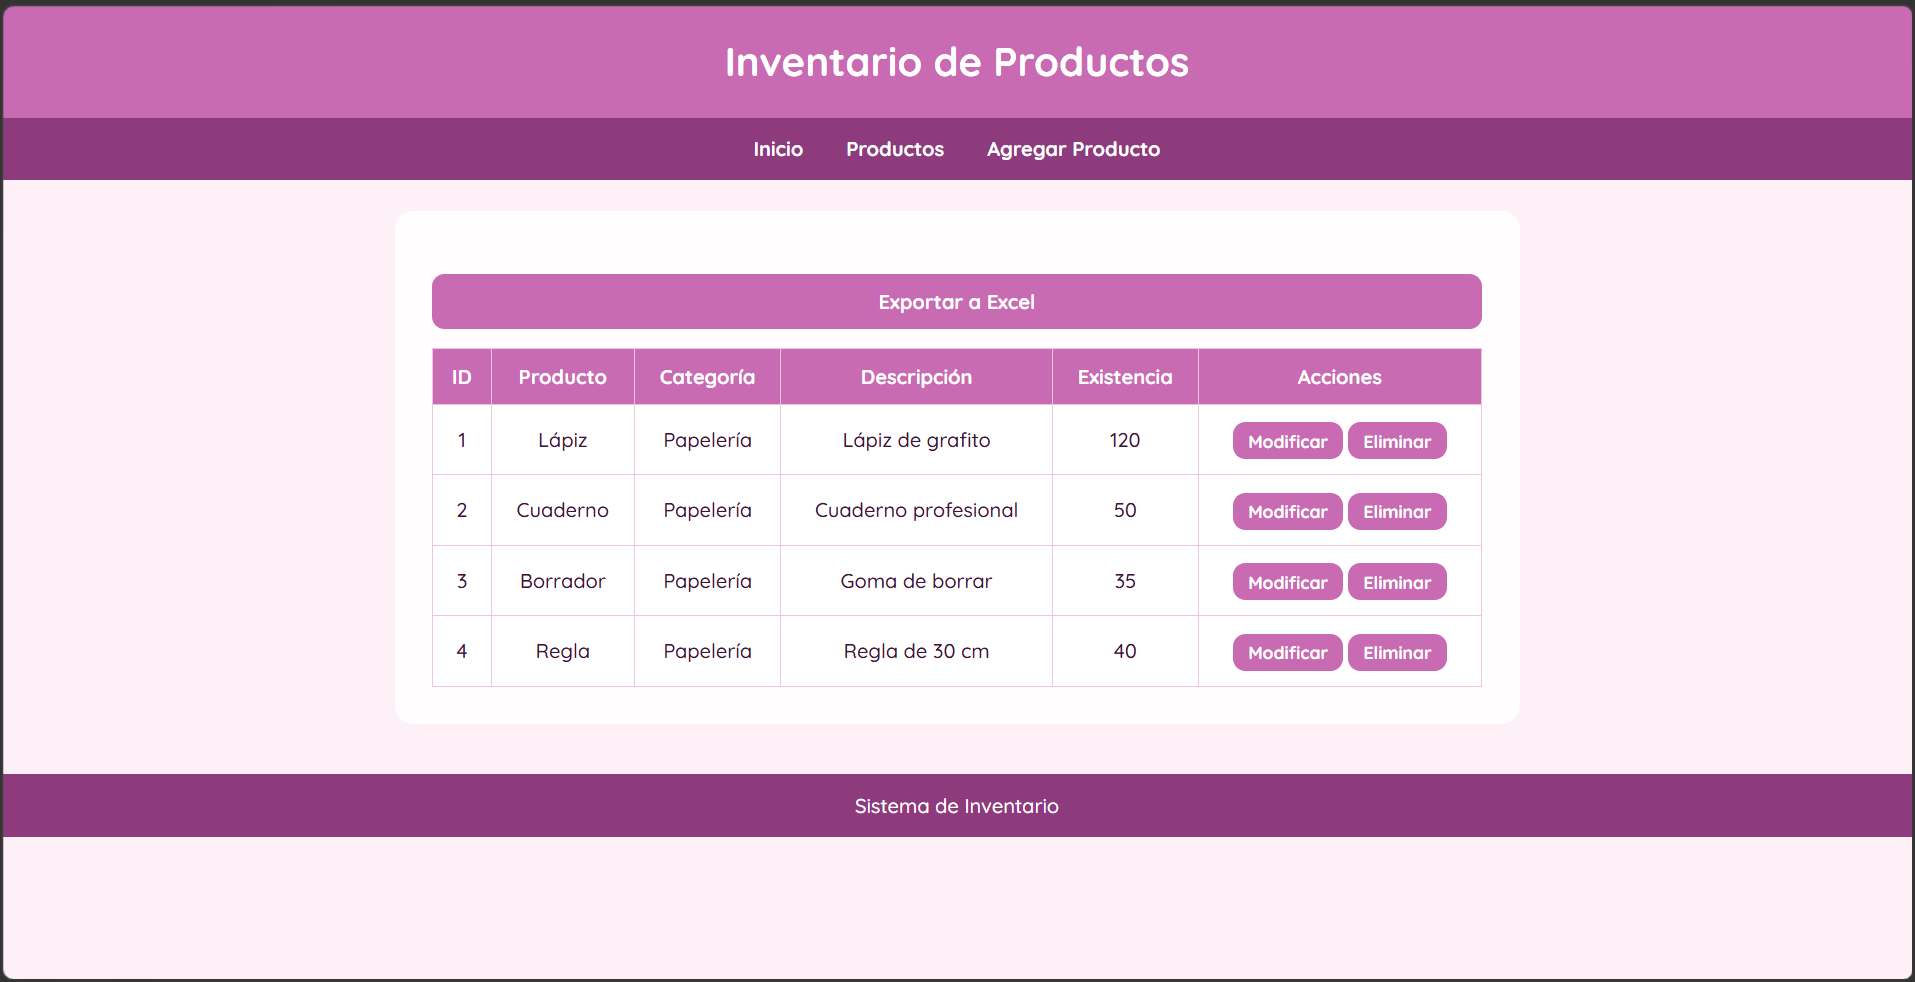 Inventario de Productos
Inicio Productos Agregar Producto
Exportar a Excel
ID Producto Categoría Descripción Existencia Acciones
1 Lápiz Papelería Lápiz de grafito 120 Modificar Eliminar
2 Cuaderno Papelería Cuaderno profesional 50 Modificar Eliminar
3 Borrador Papelería Goma de borrar 35 Modificar Eliminar
4 Regla Papelería Regla de 30 cm 40 Modificar Eliminar
Sistema de Inventario